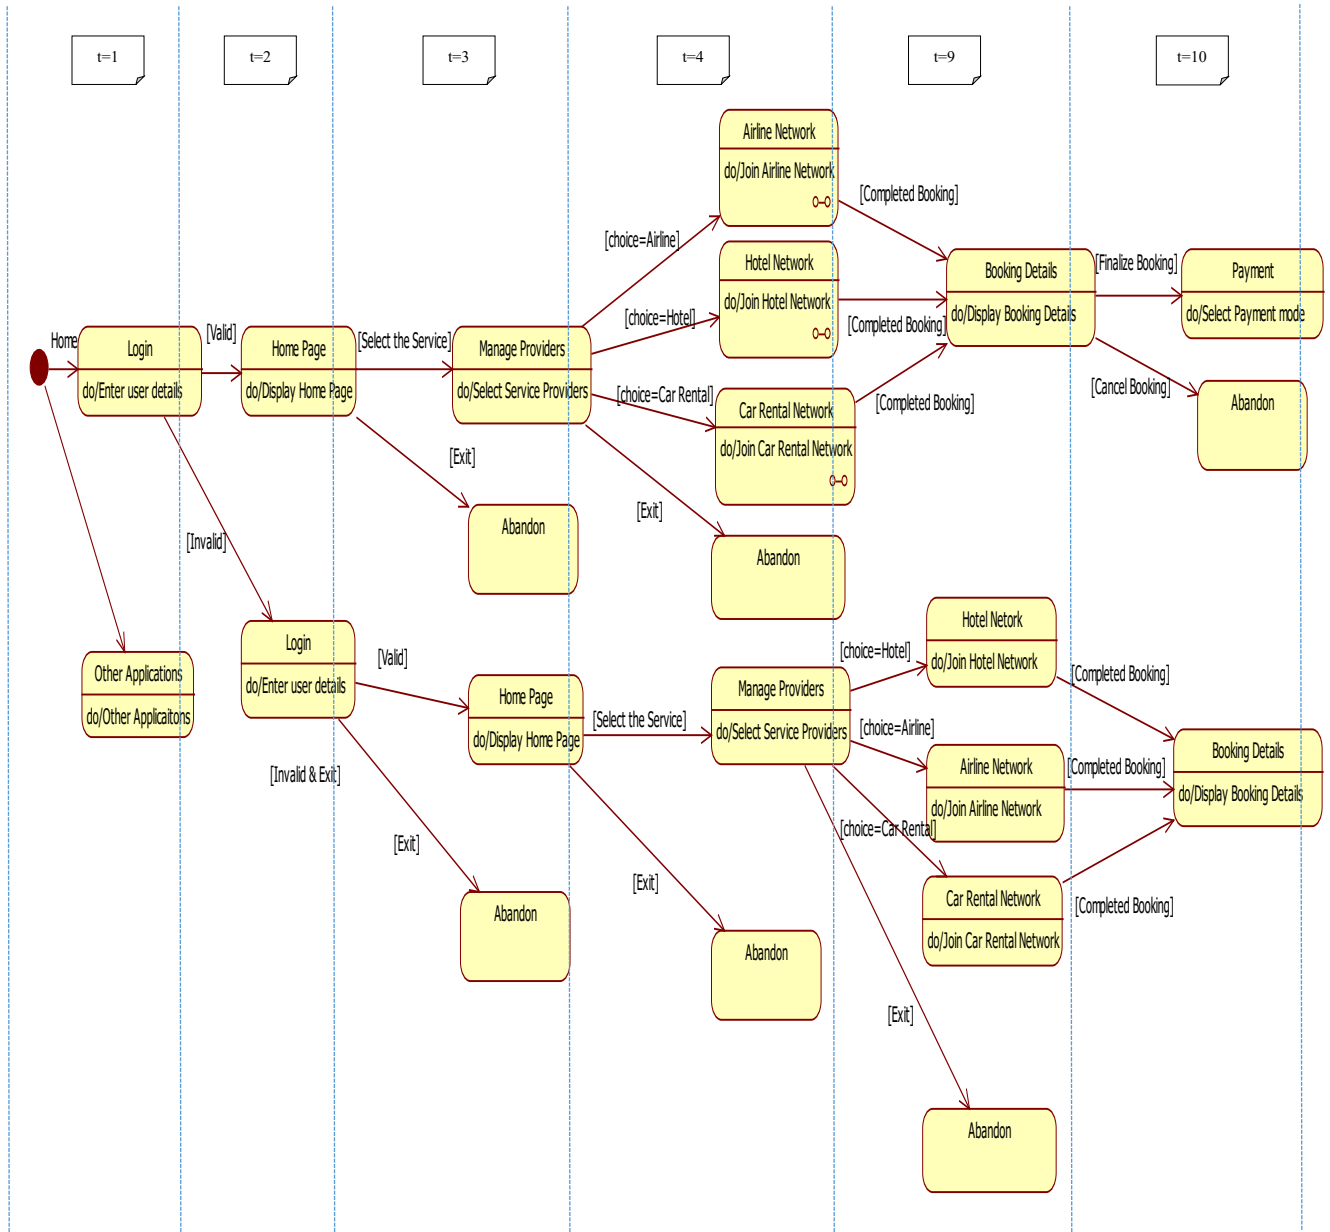 t=1
t=2
t=3
t=4
t=9
t=10
Airline Network
do/Join Airline Network
[Completed Booking]
[choice=Airline]
Hotel Network
do/Join Hotel Network
[choice=Hotel]
[Completed Booking]
Booking Details
do/Display Booking Details
[Finalize Booking]
Payment
do/Select Payment mode
Home
Login
do/Enter user details
[Valid]
Home Page
do/Display Home Page
[Select the Service]
Manage Providers
do/Select Service Providers
[choice=Car Rental]
Car Rental Network
do/Join Car Rental Network
[Completed Booking]
[Cancel Booking]
Abandon
[Exit]
Abandon
[Exit]
Abandon
[Invalid]
Other Applications
do/Other Applicaitons
Login
do/Enter user details
[Valid]
Home Page
do/Display Home Page
[Select the Service]
Manage Providers
do/Select Service Providers
[choice=Hotel]
Hotel Netork
do/Join Hotel Network
[Completed Booking]
[choice=Airline]
Airline Network
do/Join Airline Network
[Completed Booking]
Booking Details
do/Display Booking Details
[Invalid & Exit]
[Exit]
Abandon
[Exit]
Abandon
[choice=Car Rental]
Car Rental Network
do/Join Car Rental Network
[Completed Booking]
[Exit]
Abandon